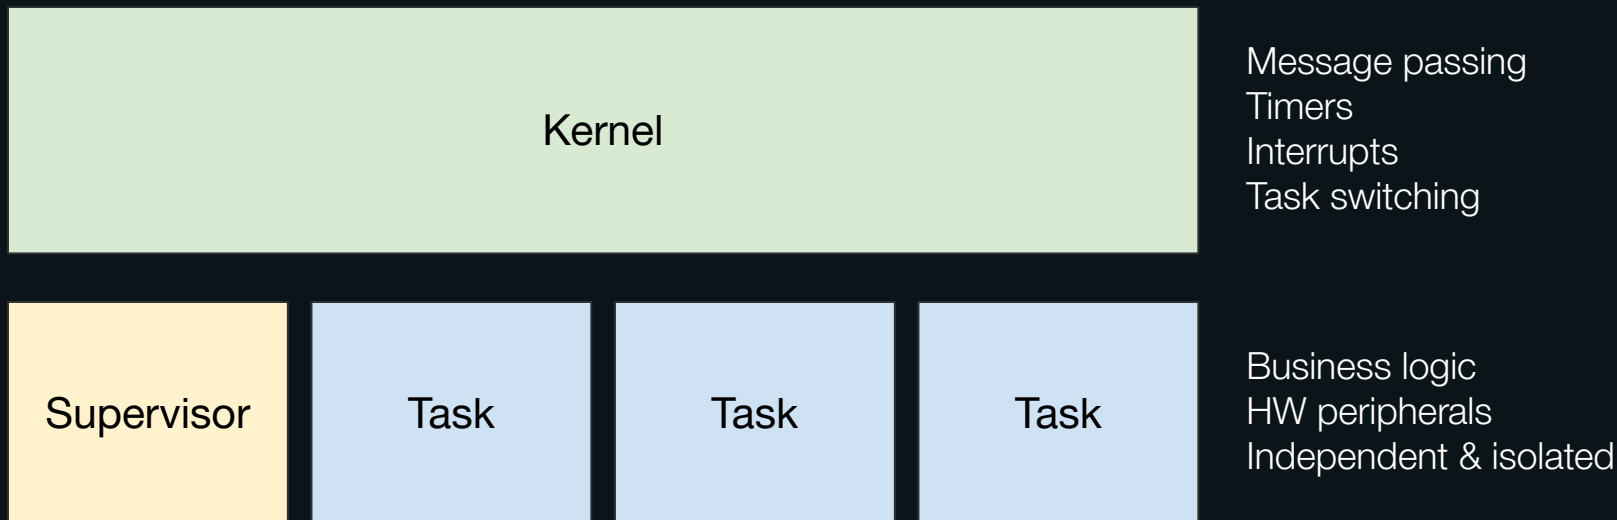 Kernel
Message passing
Timers
Interrupts
Task switching
Supervisor
Task
Task
Task
Business logic
HW peripherals
Independent & isolated